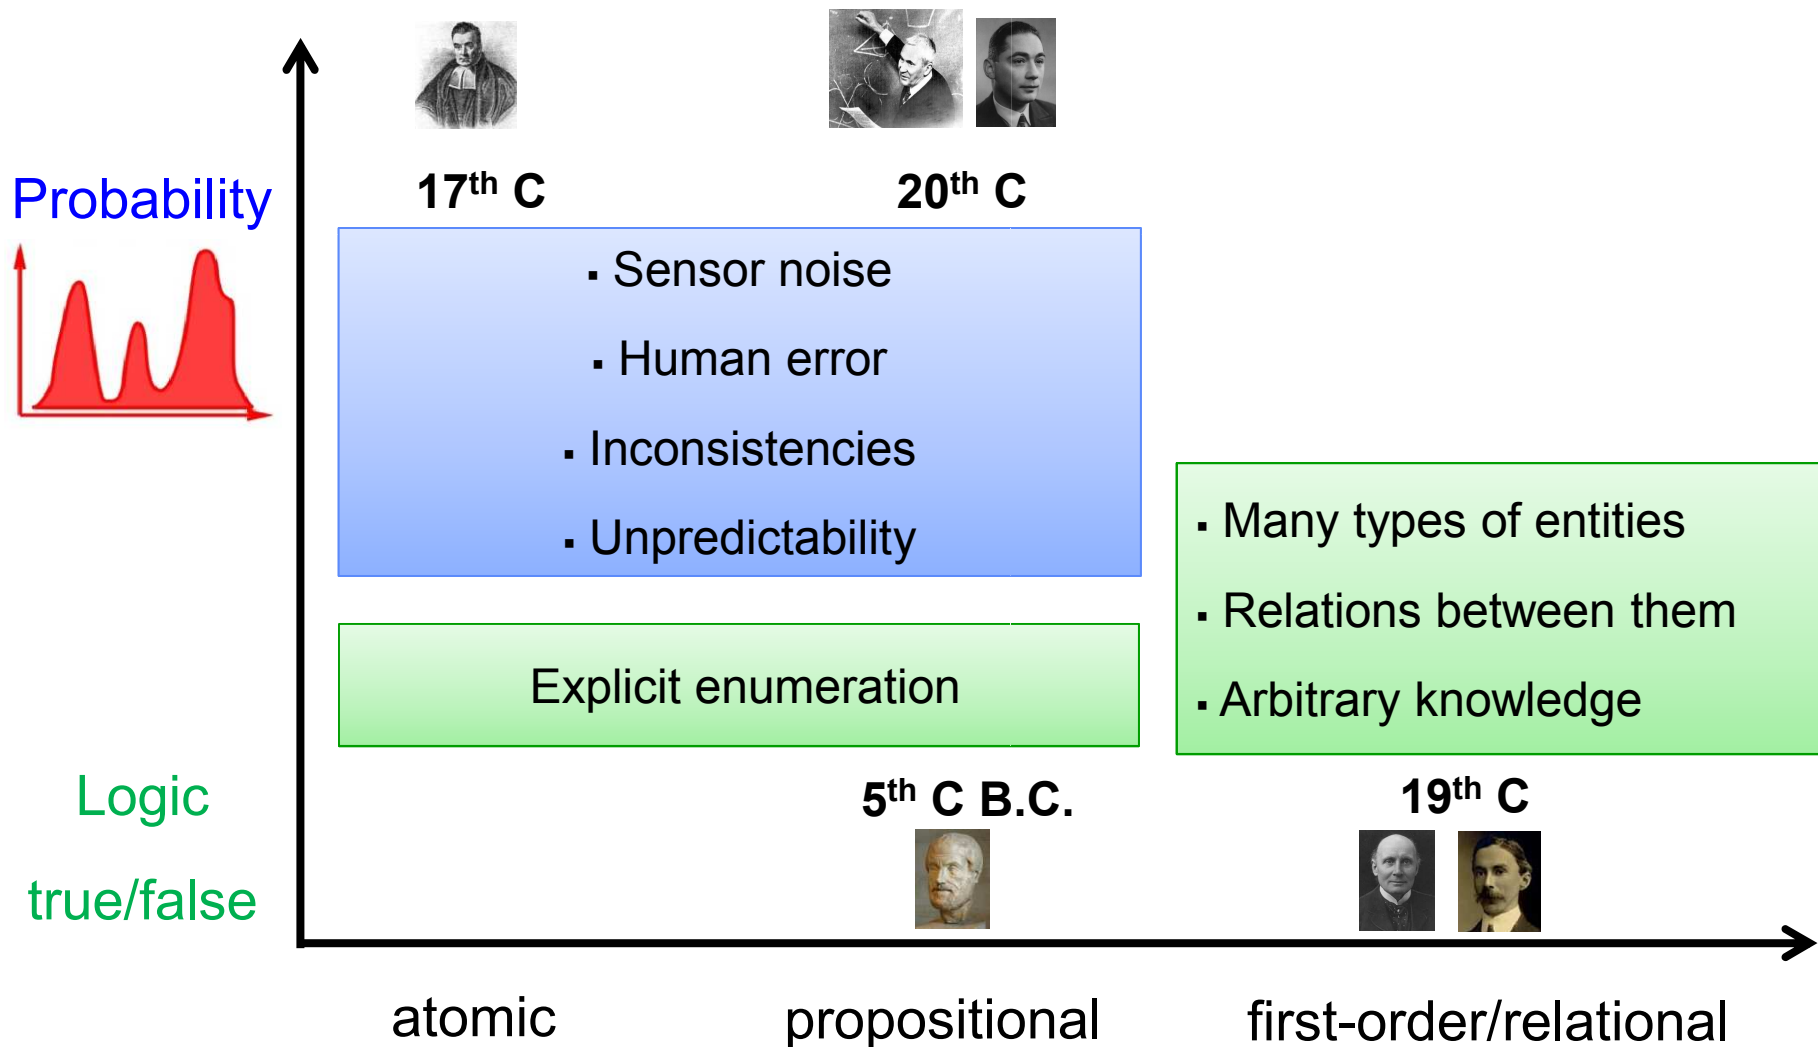 17th C
20th C
Probability
▪ Sensor noise
▪ Human error
▪ Inconsistencies
▪ Unpredictability
▪ Many types of entities
▪ Relations between them
▪ Arbitrary knowledge
Explicit enumeration
Logic
true/false
5th C B.C.
19th C
atomic
propositional
first-order/relational